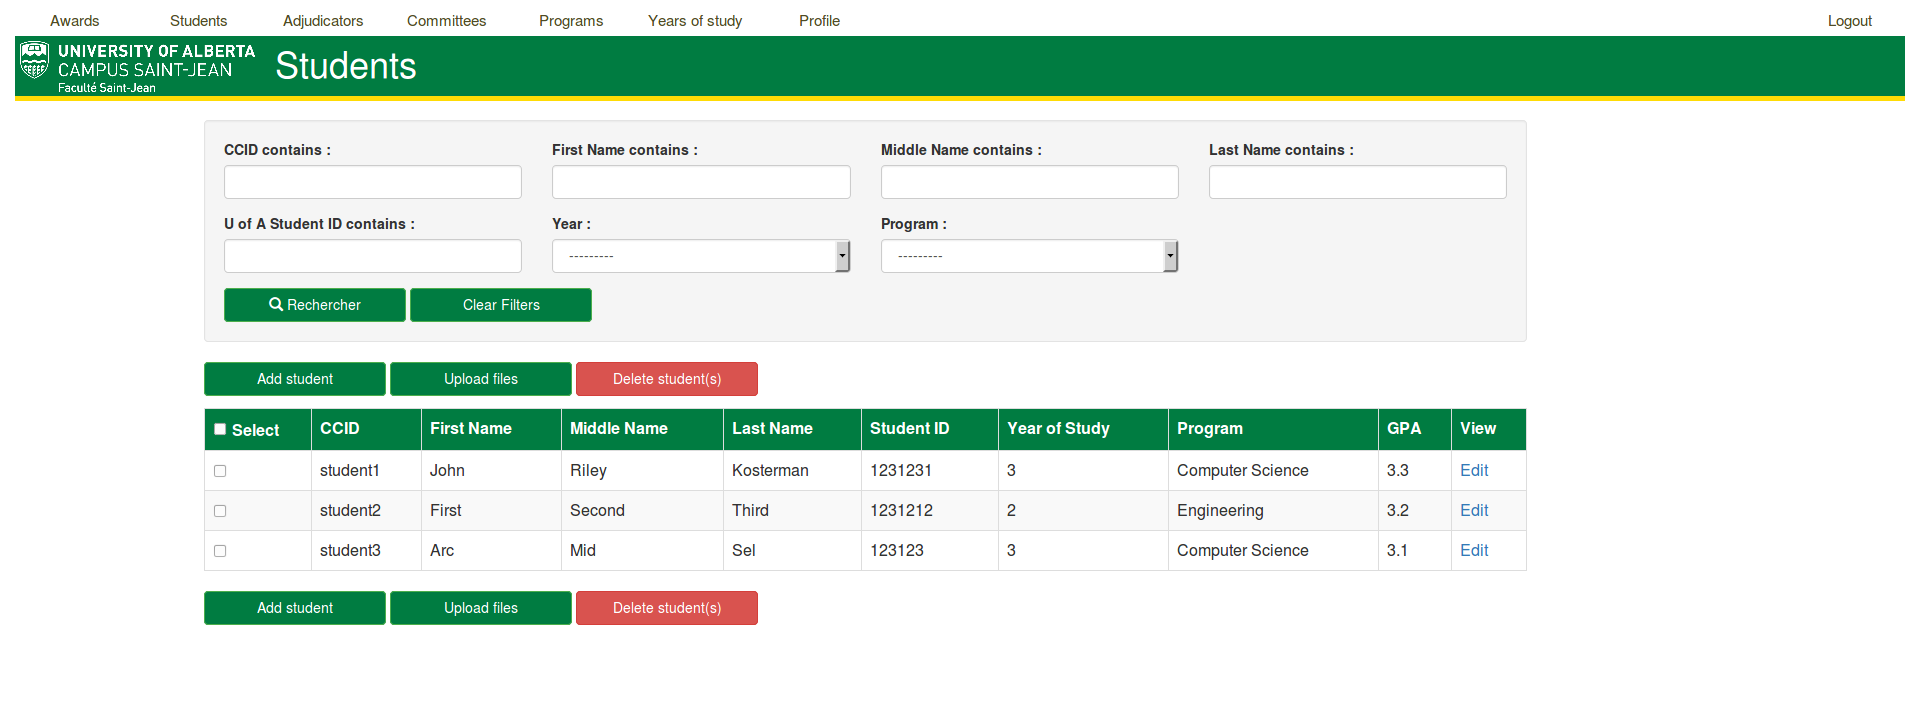 Awards Students Adjudicators Committees Programs Years of study Profile Logout
UNIVERSITY OF ALBERTA
CAMPUS SAINT-JEAN
Faculté Saint-Jean
Students
CCID contains : First Name contains : Middle Name contains : Last Name contains :
U of A Student ID contains : Year : Program :
--------- ---------
Rechercher Clear Filters
Add student Upload files Delete student(s)
Select CCID First Name Middle Name Last Name Student ID Year of Study Program GPA View
student1 John Riley Kosterman 1231231 3 Computer Science 3.3 Edit
student2 First Second Third 1231212 2 Engineering 3.2 Edit
student3 Arc Mid Sel 123123 3 Computer Science 3.1 Edit
Add student Upload files Delete student(s)